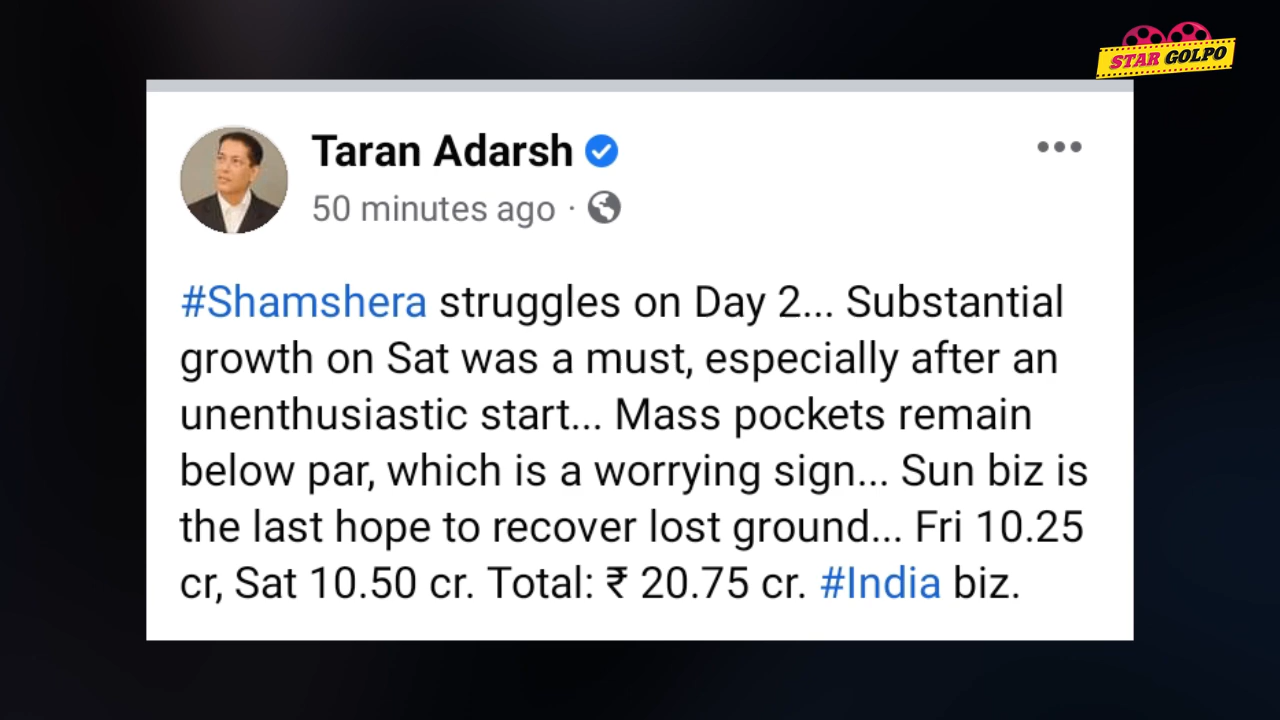 STAR GOLPO
Taran Adarsh
50 minutes ago ·
#Shamshera struggles on Day 2... Substantial
growth on Sat was a must, especially after an
unenthusiastic start... Mass pockets remain
below par, which is a worrying sign... Sun biz is
the last hope to recover lost ground... Fri 10.25
cr, Sat 10.50 cr. Total: ₹ 20.75 cr. #India biz.